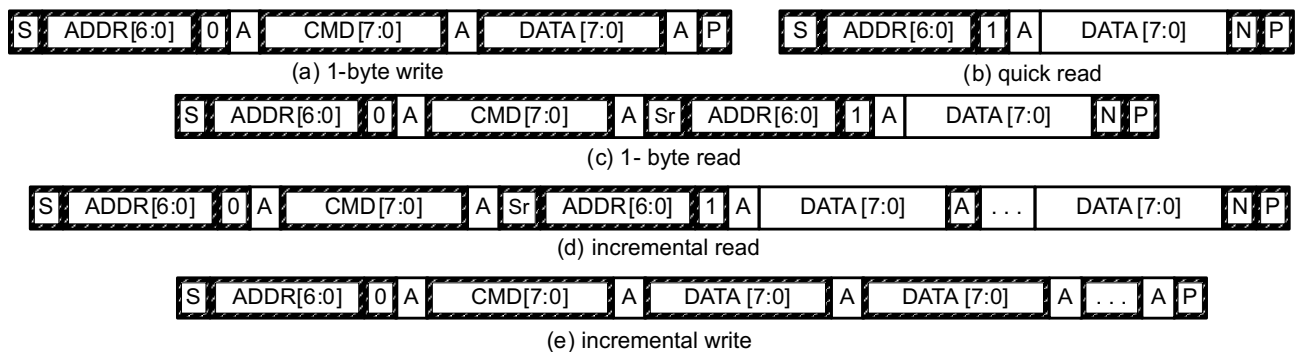 S ADDR[6:0] 0 A CMD[7:0] A DATA [7:0] A P
(a) 1-byte write
S ADDR[6:0] 1 A DATA [7:0] N P
(b) quick read
S ADDR[6:0] 0 A CMD[7:0] A Sr ADDR[6:0] 1 A DATA [7:0] N P
(c) 1- byte read
S ADDR[6:0] 0 A CMD[7:0] A Sr ADDR[6:0] 1 A DATA [7:0] A . . . DATA [7:0] N P
(d) incremental read
S ADDR[6:0] 0 A CMD[7:0] A DATA [7:0] A DATA [7:0] A . . . A P
(e) incremental write